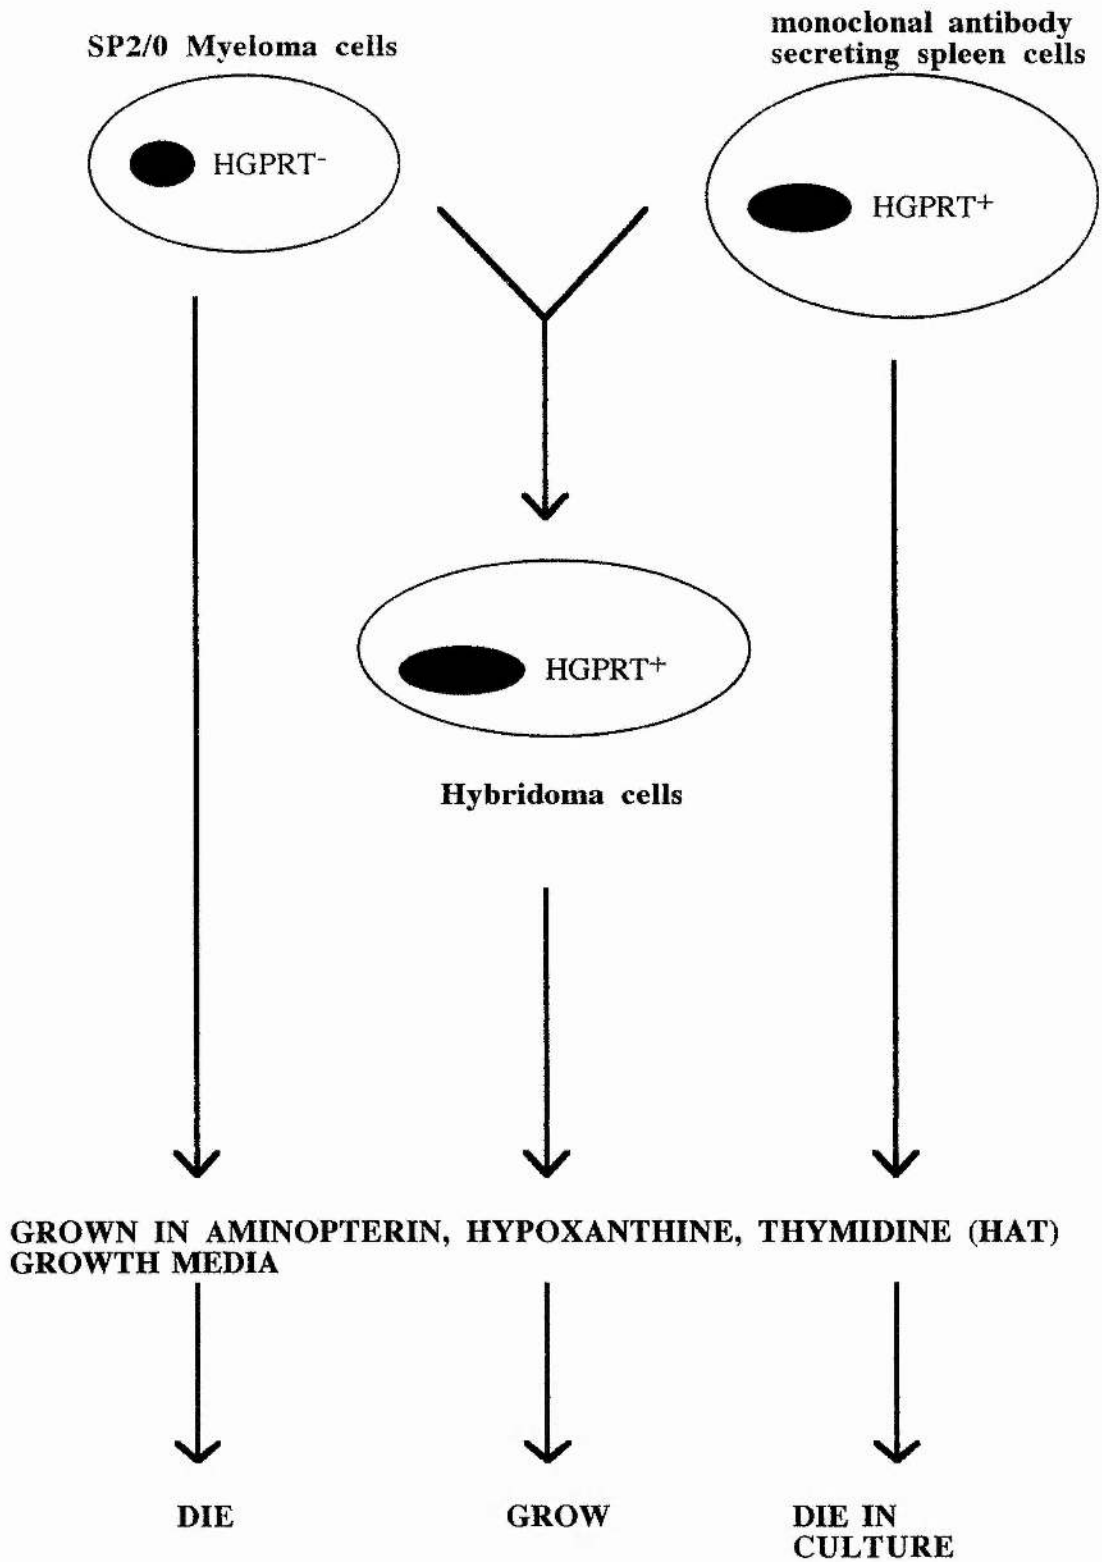 SP2/0 Myeloma cells
monoclonal antibody
secreting spleen cells
HGPRT-
HGPRT+
HGPRT+
Hybridoma cells
GROWN IN AMINOPTERIN, HYPOXANTHINE, THYMIDINE (HAT)
GROWTH MEDIA
DIE
GROW
DIE IN
CULTURE